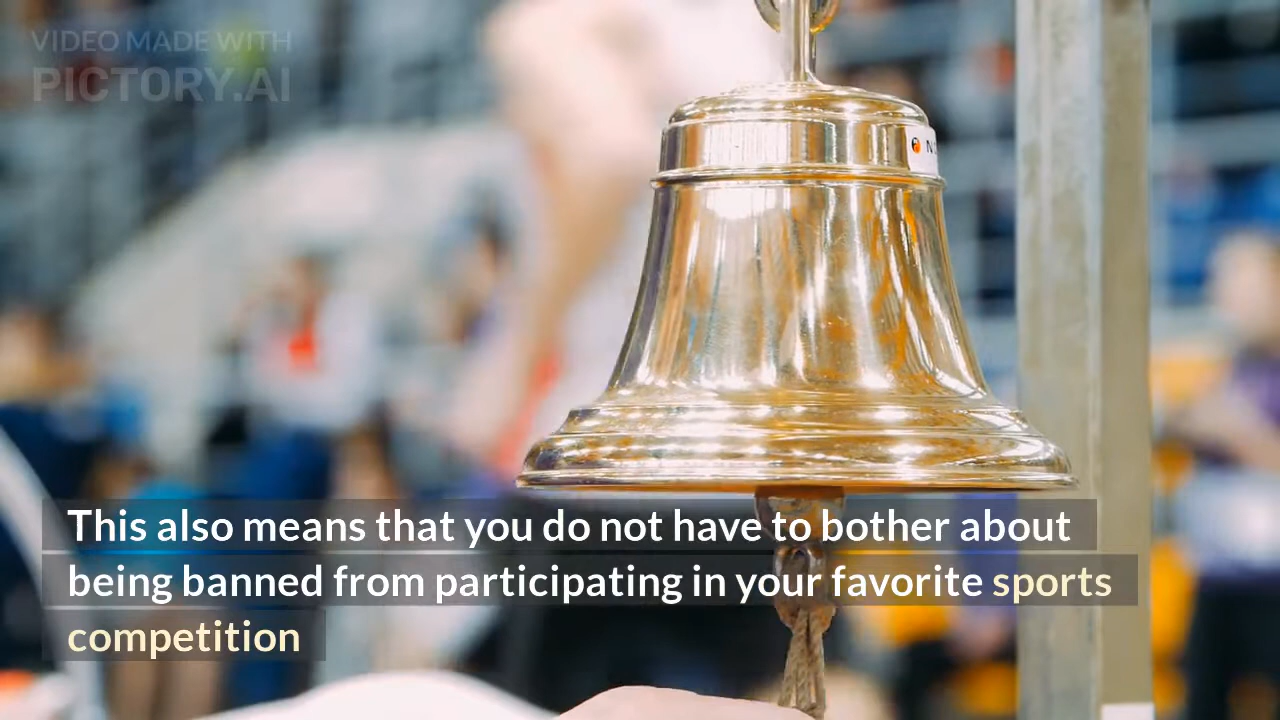 VIDEO MADE WITH
PICTORY.AI
This also means that you do not have to bother about
being banned from participating in your favorite sports
competition